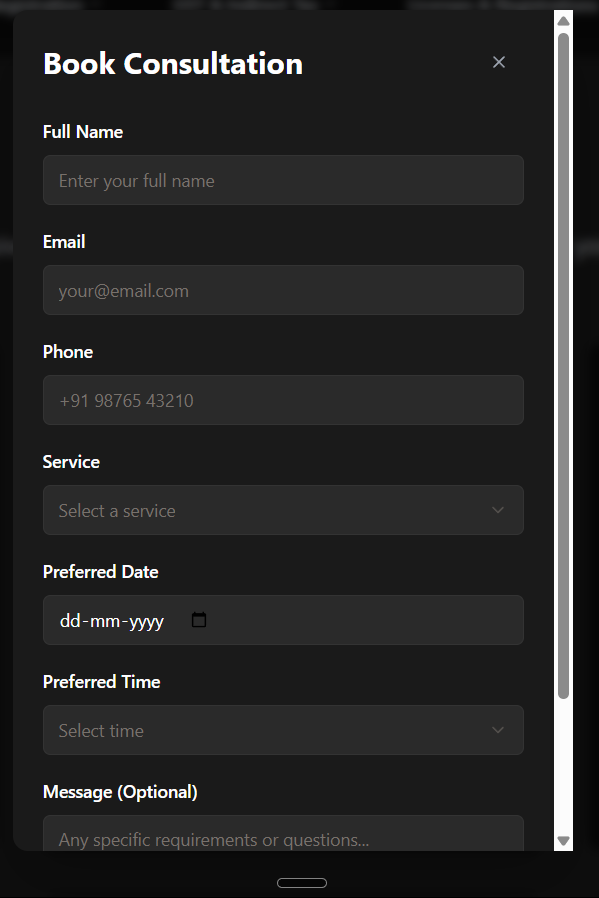 Book Consultation
Full Name
Enter your full name
Email
your@email.com
Phone
+91 98765 43210
Service
Select a service
Preferred Date
dd-mm-yyyy
Preferred Time
Select time
Message (Optional)
Any specific requirements or questions...